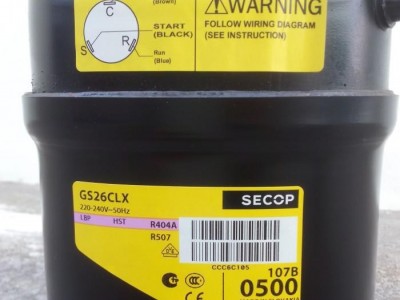 (Brown)
C
START
(BLACK)
S
R
Run
(Blue)
WARNING
FOLLOW WIRING DIAGRAM
(SEE INSTRUCTION)
GS26CLX
220-240V~50Hz
LBP HST R404A
R507
SECOP
CCC8C105
107B
0500
CE